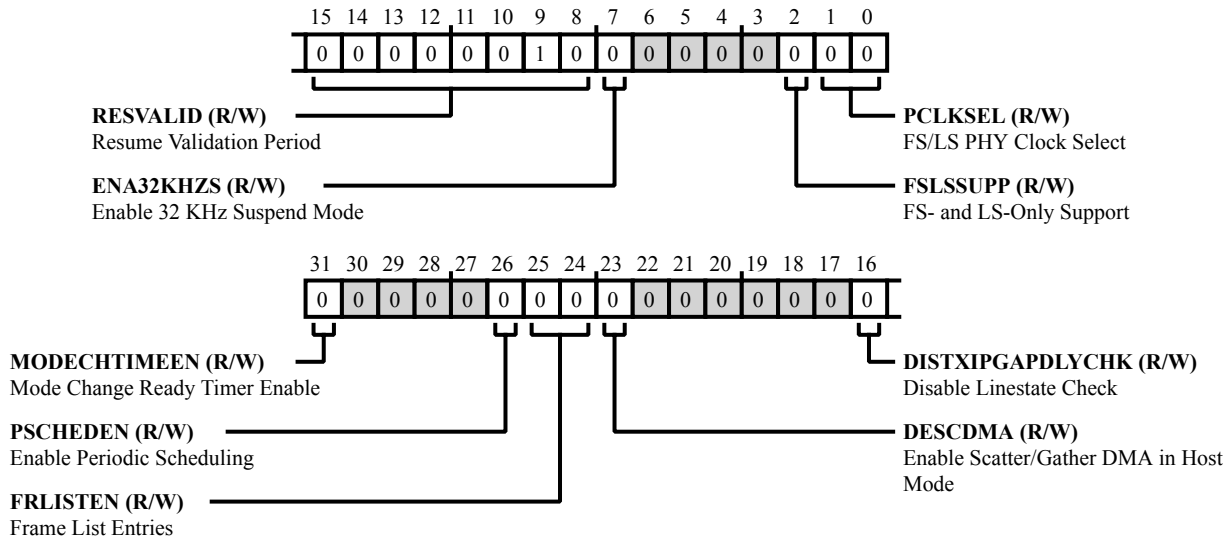 15 14 13 12 11 10 9 8 7 6 5 4 3 2 1 0
0 0 0 0 0 0 1 0 0 0 0 0 0 0 0 0
RESVALID (R/W)
Resume Validation Period
PCLKSEL (R/W)
FS/LS PHY Clock Select
ENA32KHZS (R/W)
Enable 32 KHz Suspend Mode
FSLSSUPP (R/W)
FS- and LS-Only Support
31 30 29 28 27 26 25 24 23 22 21 20 19 18 17 16
0 0 0 0 0 0 0 0 0 0 0 0 0 0 0 0
MODECHTIMEEN (R/W)
Mode Change Ready Timer Enable
DISTXIPGAPDLYCHK (R/W)
Disable Linestate Check
PSCHEDEN (R/W)
Enable Periodic Scheduling
DESCDMA (R/W)
Enable Scatter/Gather DMA in Host
Mode
FRLISTEN (R/W)
Frame List Entries